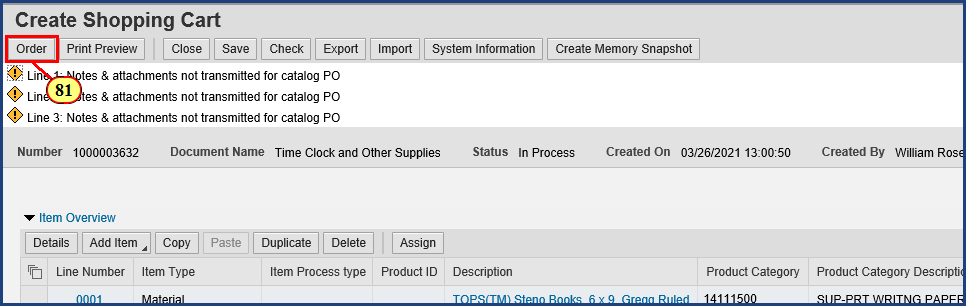 Create Shopping Cart
Order Print Preview Close Save Check Export Import System Information Create Memory Snapshot
Line 1: Notes & attachments not transmitted for catalog PO
81
Line Notes & attachments not transmitted for catalog PO
Line 3: Notes & attachments not transmitted for catalog PO
Number 1000003632 Document Name Time Clock and Other Supplies Status In Process Created On 03/26/2021 13:00:50 Created By William Rose
Item Overview
Details Add Item Copy Paste Duplicate Delete Assign
Line Number Item Type Item Process type Product ID Description Product Category Product Category Description
0001 Material TOPS(TM) Steno Books, 6 x 9, Gregg Ruled 14111500 SUP-PRT WRITNG PAPER